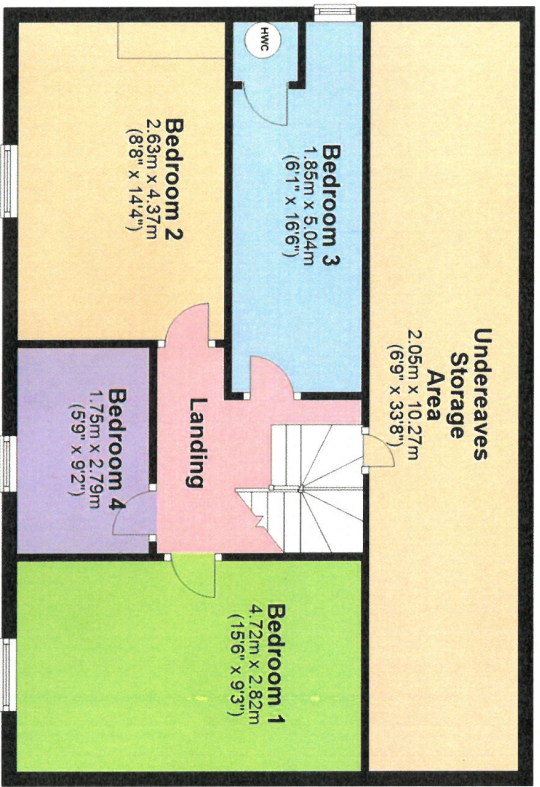 Undereaves
Storage
Area
2.05m x 10.27m
(6'9" x 33'8")
HWC
Bedroom 3
1.85m x 5.04m
(6'1" x 16'6")
Bedroom 2
2.63m x 4.37m
(8'8" x 14'4")
Landing
Bedroom 1
4.72m x 2.82m
(15'6" x 9'3")
Bedroom 4
1.75m x 2.79m
(5'9" x 9'2")